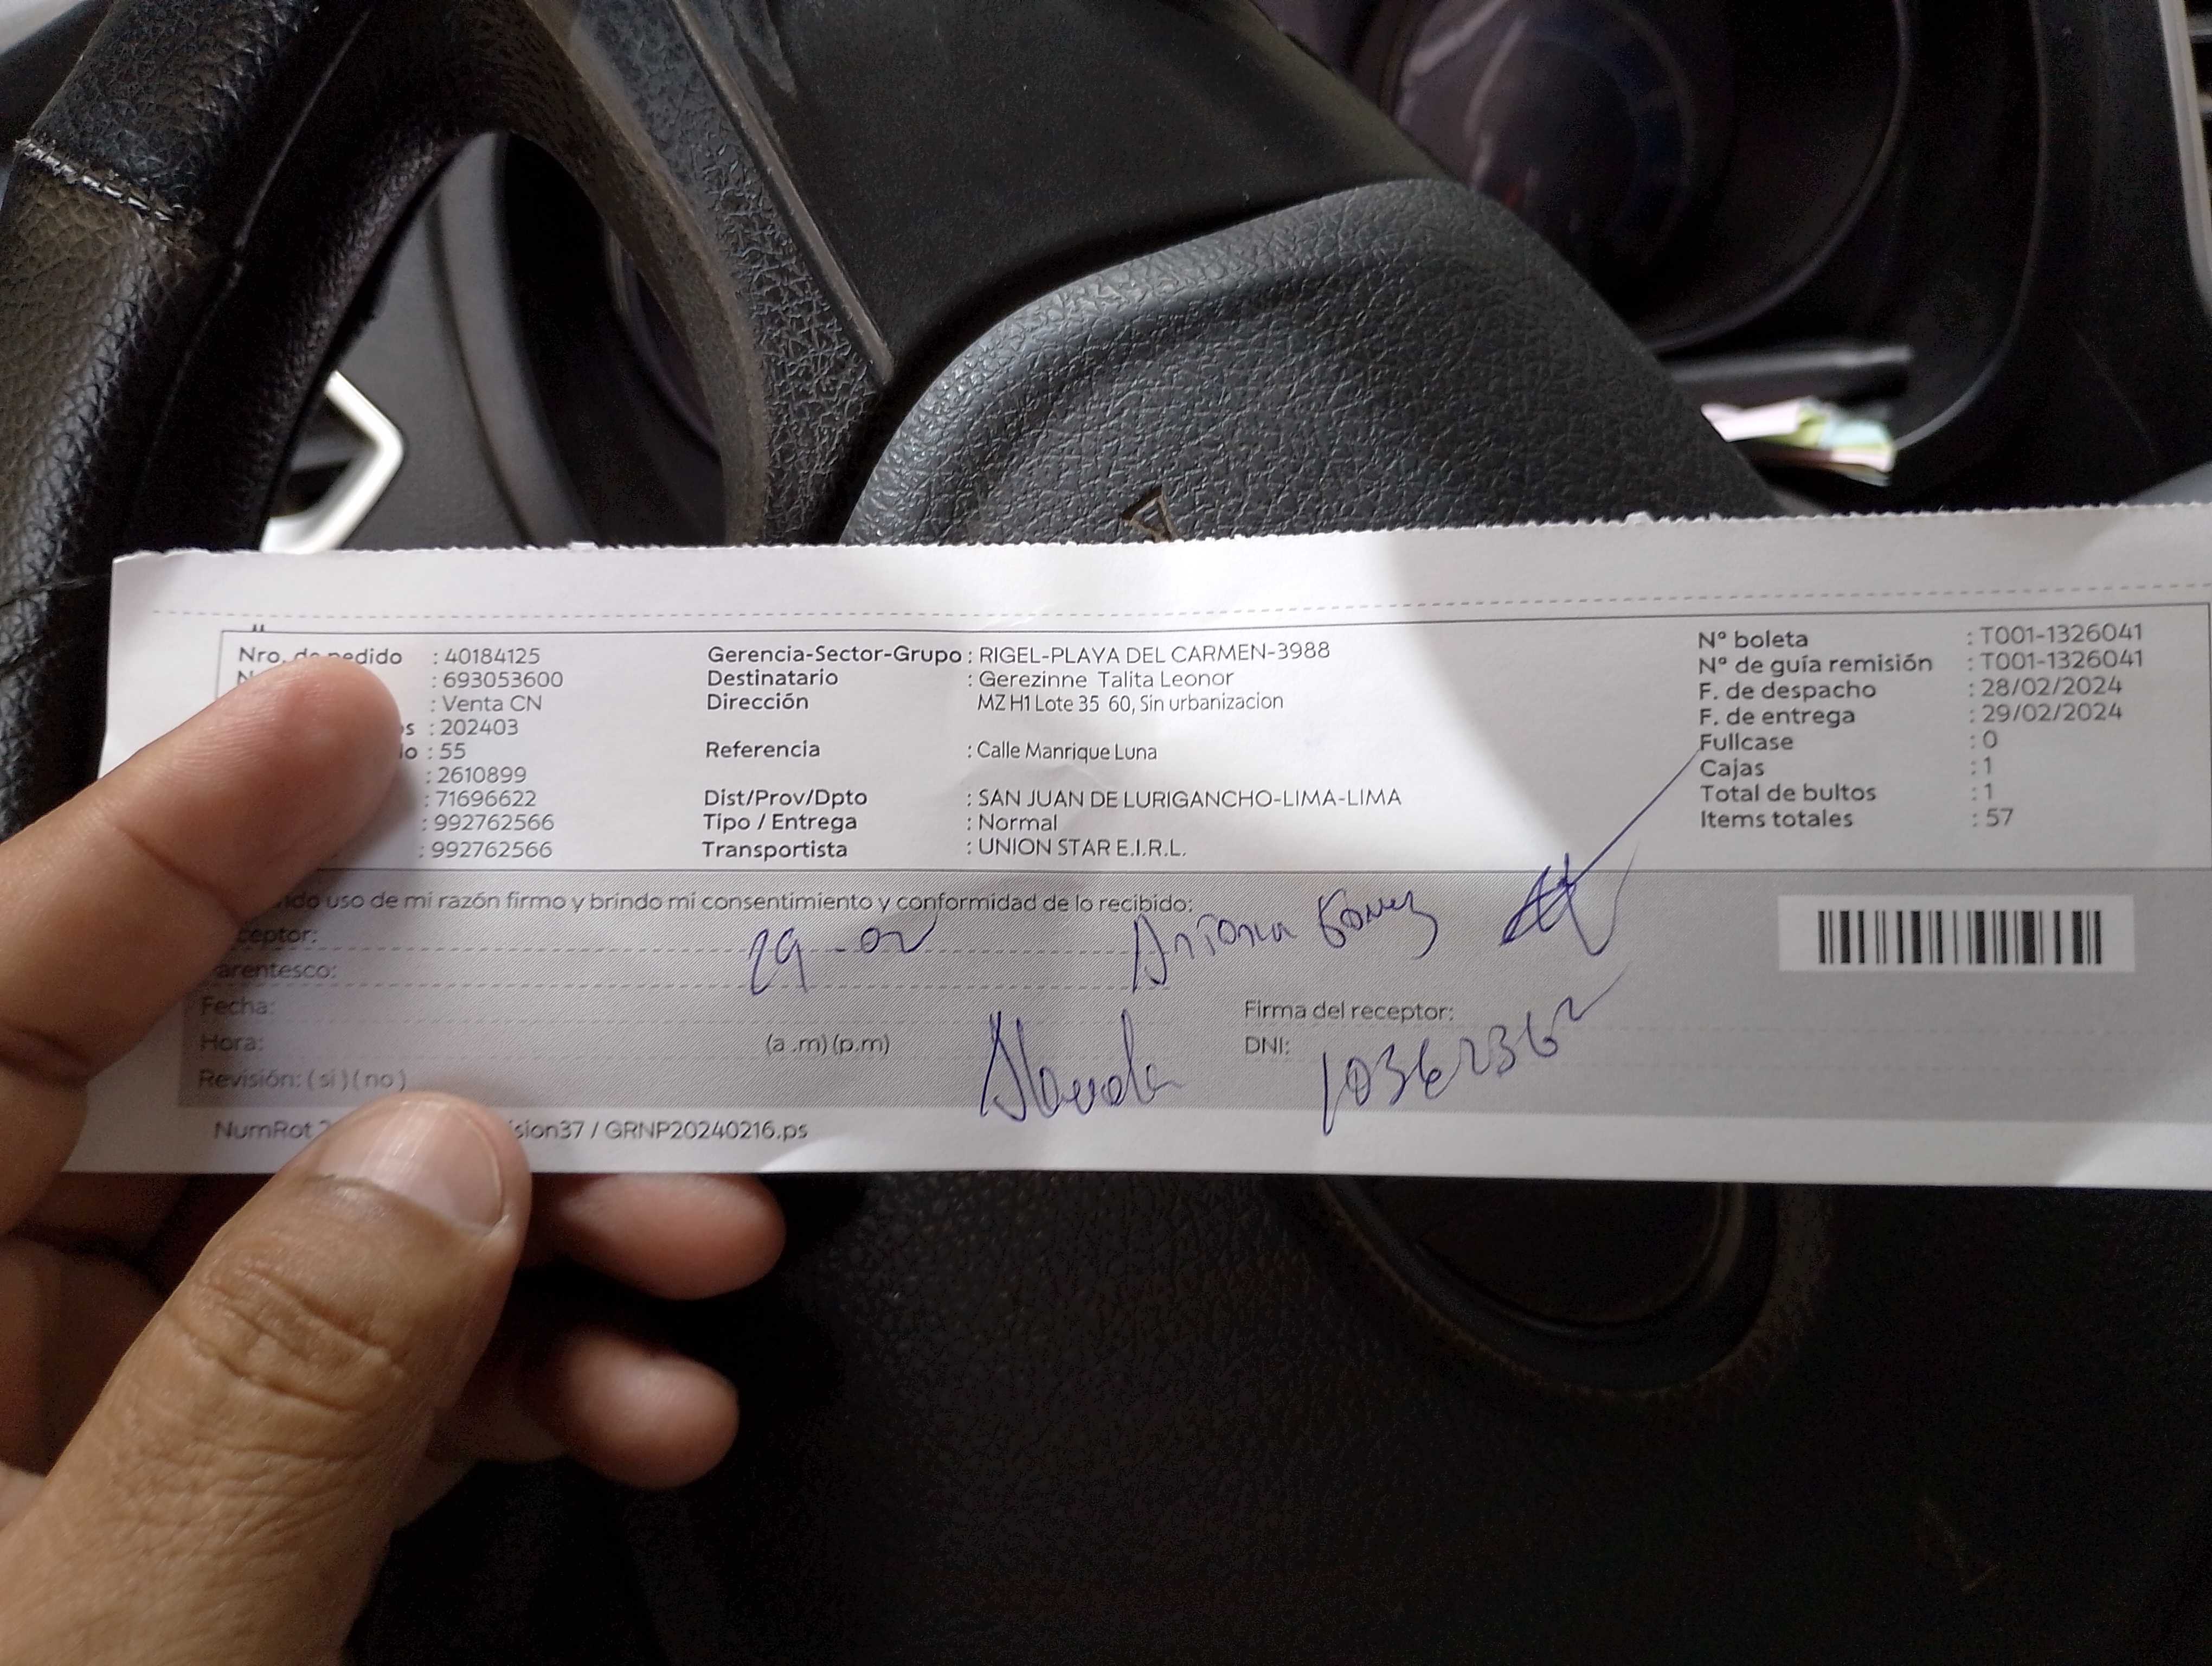 Nro. de pedido : 40184125
: 693053600
: Venta CN
s : 202403
o : 55
: 2610899
: 71696622
: 992762566
: 992762566
Gerencia-Sector-Grupo : RIGEL-PLAYA DEL CARMEN-3988
Destinatario : Gerezinne Talita Leonor
Dirección MZ H1 Lote 35 60, Sin urbanizacion
Referencia : Calle Manrique Luna
Dist/Prov/Dpto : SAN JUAN DE LURIGANCHO-LIMA-LIMA
Tipo / Entrega : Normal
Transportista : UNION STAR E.I.R.L.
N° boleta : T001-1326041
N° de guía remisión : T001-1326041
F. de despacho : 28/02/2024
F. de entrega : 29/02/2024
Fullcase : 0
Cajas : 1
Total de bultos : 1
Items totales : 57
uso de mi razón firmo y brindo mi consentimiento y conformidad de lo recibido:
ceptor:
29-02
arentesco:
Fecha:
Firma del receptor:
Hora: (a .m) (p.m)
DNI: 10362362
Revisión: ( si ) ( no )
NumRot sion37 / GRNP20240216.ps